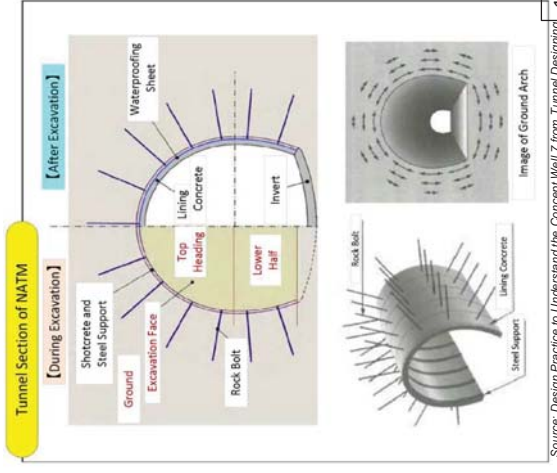 Tunnel Section of NATM
【During Excavation】
【After Excavation】
Shotcrete and
Steel Support
Ground
Excavation Face
Top
Heading
Lower
Half
Rock Bolt
Waterproofing
Sheet
Lining
Concrete
Invert
Rock Bolt
Lining Concrete
Steel Support
Image of Ground Arch
Source: Design Practice to Understand the Concept Well 7 from Tunnel Designing